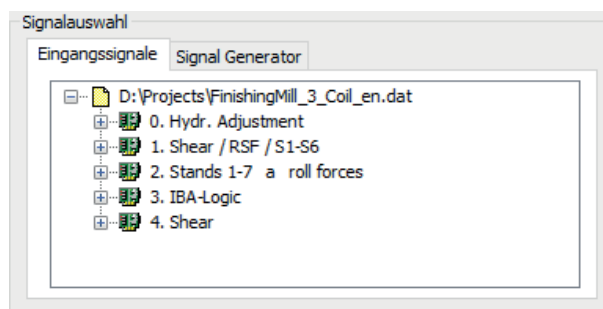 Signalauswahl
Eingangssignale Signal Generator
D:\Projects\FinishingMill_3_Coil_en.dat
0. Hydr. Adjustment
1. Shear / RSF / S1-S6
2. Stands 1-7 a roll forces
3. IBA-Logic
4. Shear